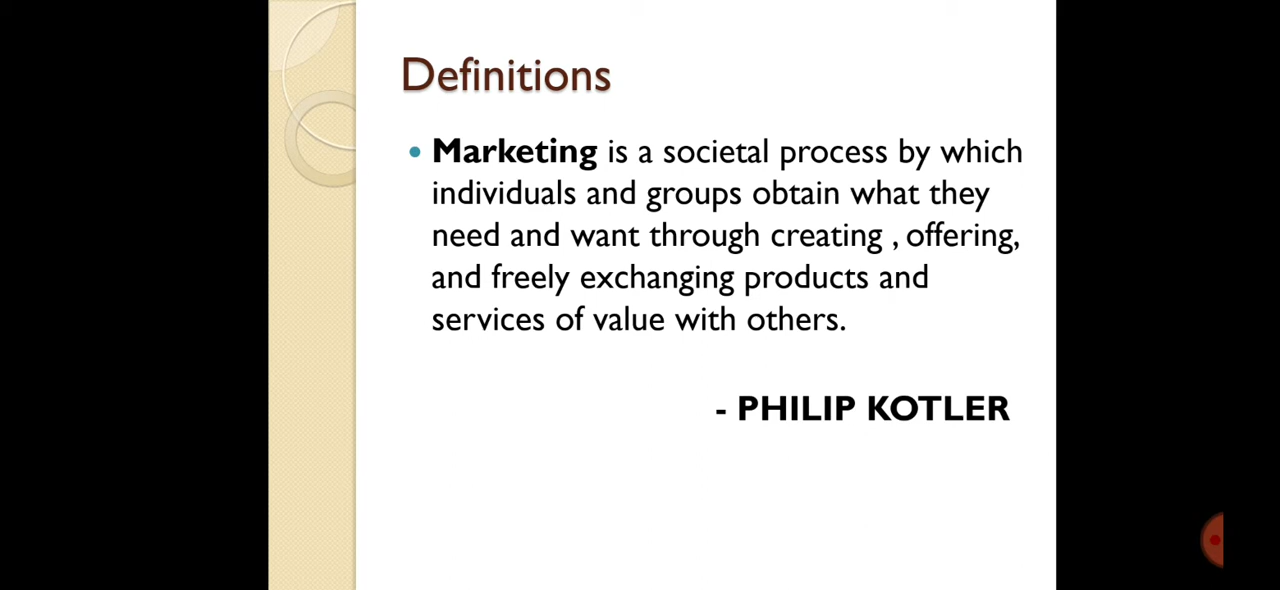 Definitions
• Marketing is a societal process by which
individuals and groups obtain what they
need and want through creating , offering,
and freely exchanging products and
services of value with others.
- PHILIP KOTLER